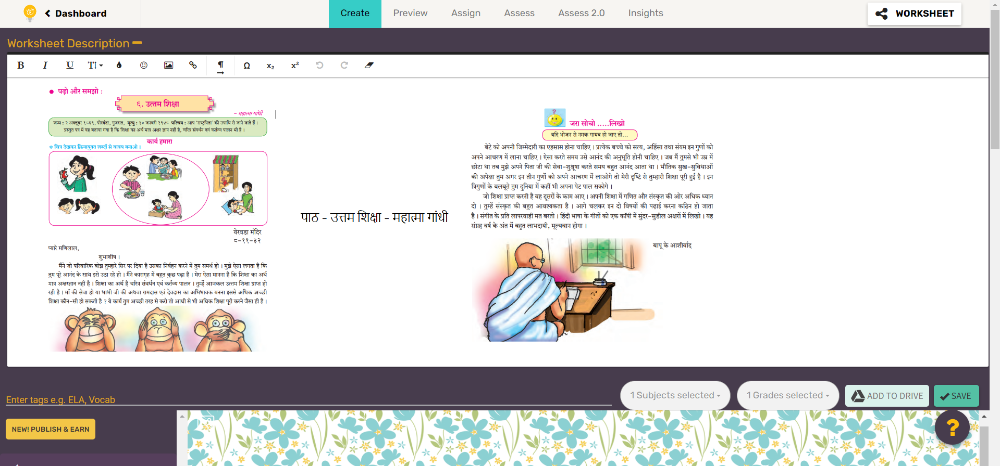 Dashboard
Create
Preview
Assign
Assess
Assess 2.0
Insights
WORKSHEET
Worksheet Description
B I U T Ω x₂ x²
पढ़ो और समझो :
६. उत्तम शिक्षा
- महात्मा गांधी
जन्म : २ अक्तूबर १८६९, पोरबंदर, गुजरात, मृत्यु : ३० जनवरी १९४८ परिचय : आप 'राष्ट्रपिता' की उपाधि से जाने जाते हैं ।
प्रस्तुत पत्र में यह बताया गया है कि शिक्षा का अर्थ मात्र अक्षर ज्ञान नहीं है, चरित्र संवर्धन एवं कर्तव्य पालन भी है ।
कार्य हमारा
* चित्र देखकर क्रियायुक्त शब्दों से वाक्य बनाओ ।
येरवडा मंदिर
८-११-३२
प्यारे मणिलाल,
शुभाशीष ।
मैंने जो परिवारिक बोझ तुम्हारे सिर पर दिया है उसका निर्वहन करने में तुम समर्थ हो । मुझे ऐसा लगता है कि
तुम पूरे आनंद के साथ इसे उठा रहे हो । मैंने कारागृह में बहुत कुछ पढ़ा है । मेरा ऐसा मानना है कि शिक्षा का अर्थ
मात्र अक्षरज्ञान नहीं है । शिक्षा का अर्थ है चरित्र संवर्धन एवं कर्तव्य पालन । तुम्हें आजकल उत्तम शिक्षा प्राप्त हो
रही है । माँ की सेवा हो या भाभी जी की अथवा रामदास एवं देवदास का अभिभावक बनना इससे अधिक अच्छी
शिक्षा कौन-सी हो सकती है ? ये कार्य तुम अच्छी तरह से करो तो आधी से भी अधिक शिक्षा पूरी करने जैसा ही है ।
पाठ - उत्तम शिक्षा - महात्मा गांधी
?
जरा सोचो .....लिखो
यदि भोजन से नमक गायब हो जाए तो...
बेटे को अपनी जिम्मेदारी का एहसास होना चाहिए । प्रत्येक बच्चे को सत्य, अहिंसा तथा संयम इन गुणों को
अपने आचरण में लाना चाहिए । ऐसा करते समय उसे आनंद की अनुभूति होनी चाहिए । जब मैं तुमसे भी उम्र में
छोटा था तब मुझे अपने पिता जी की सेवा-शुश्रूषा करते समय बहुत आनंद आता था । भौतिक सुख-सुविधाओं
की अपेक्षा तुम अगर इन तीन गुणों को अपने आचरण में लाओगे तो मेरी दृष्टि से तुम्हारी शिक्षा पूरी हुई है । इन
त्रिगुणों के बलबूते तुम दुनिया में कहीं भी अपना पेट पाल सकोगे ।
जो शिक्षा प्राप्त करनी है वह दूसरों के काम आए । अपनी शिक्षा में गणित और संस्कृत की ओर अधिक ध्यान
दो । तुम्हें संस्कृत की बहुत आवश्यकता है । आगे चलकर इन दो विषयों की पढ़ाई करना कठिन हो जाता
है । संगीत के प्रति लापरवाही मत बरतो । हिंदी भाषा के गीतों को एक कॉपी में सुंदर-सुडौल अक्षरों में लिखो । यह
संग्रह वर्ष के अंत में बहुत लाभदायी, मूल्यवान होगा ।
बापू के आशीर्वाद
Enter tags e.g. ELA, Vocab
1 Subjects selected
1 Grades selected
ADD TO DRIVE
SAVE
NEW! PUBLISH & EARN
?